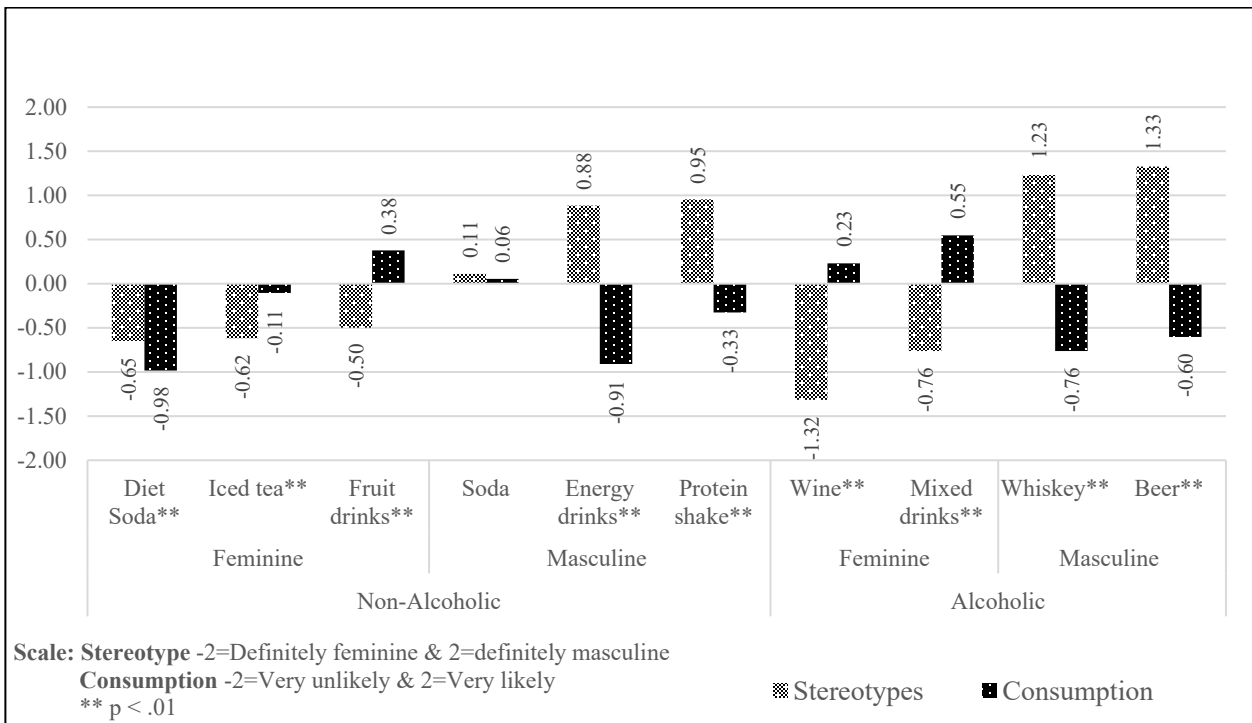 2.00
1.50
1.00
0.50
0.00
-0.50
-1.00
-1.50
-2.00
-0.65
-0.98
-0.62
-0.11
-0.50
0.38
0.11
0.06
0.88
-0.91
0.95
-0.33
-1.32
0.23
-0.76
0.55
1.23
-0.76
1.33
-0.60
Diet
Soda**
Iced tea**
Fruit
drinks**
Soda
Energy
drinks**
Protein
shake**
Wine**
Mixed
drinks**
Whiskey**
Beer**
Feminine
Masculine
Feminine
Masculine
Non-Alcoholic
Alcoholic
Scale: Stereotype -2=Definitely feminine & 2=definitely masculine
Consumption -2=Very unlikely & 2=Very likely
** p < .01
Stereotypes
Consumption